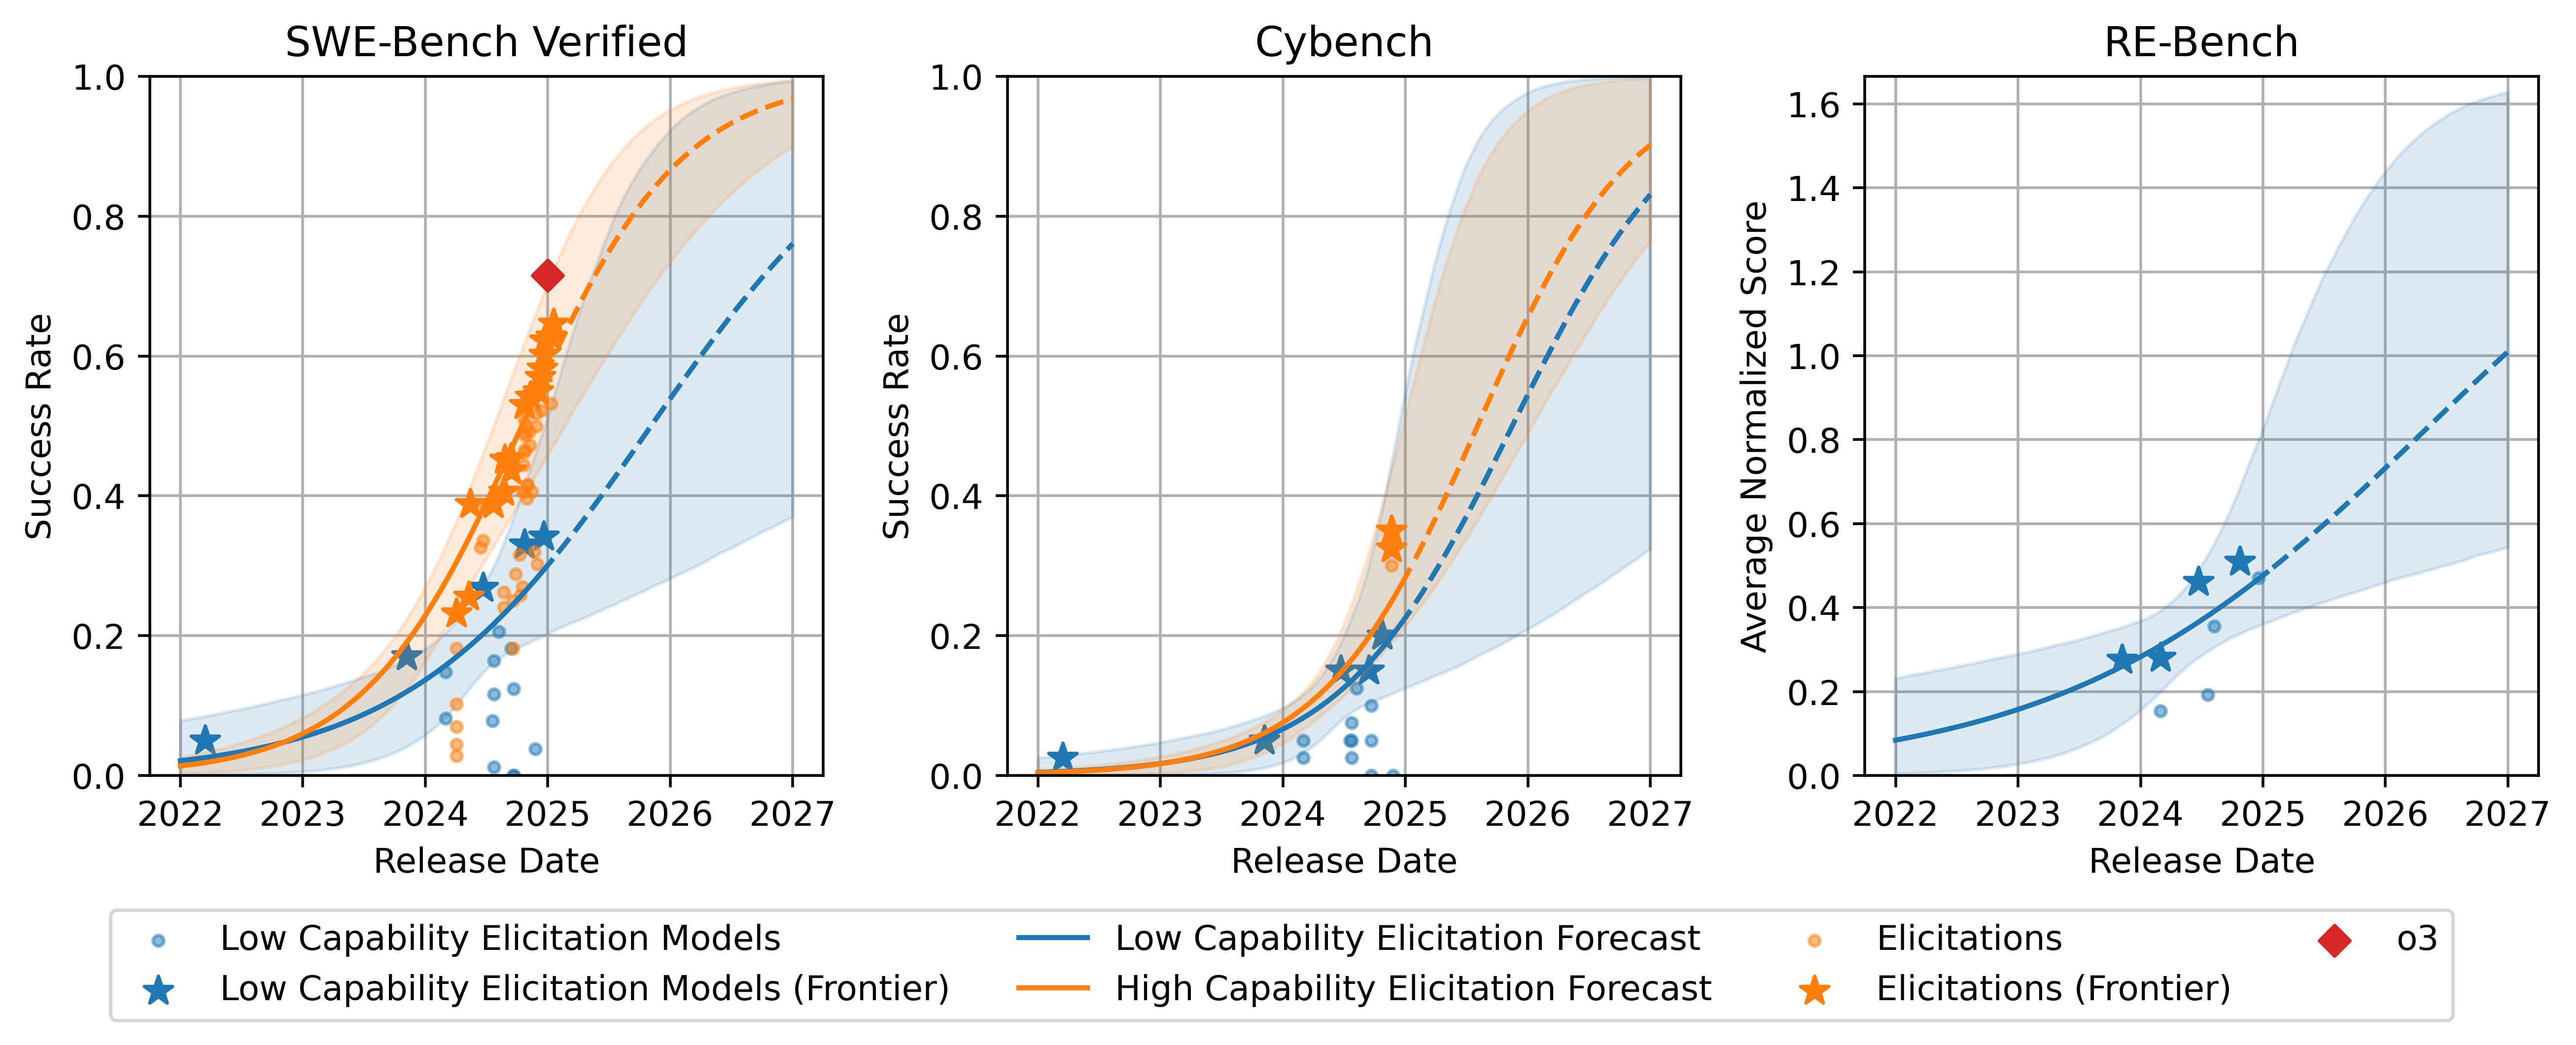 SWE-Bench Verified
1.0
0.8
0.6
0.4
0.2
0.0
Success Rate
2022 2023 2024 2025 2026 2027
Release Date
Cybench
1.0
0.8
0.6
0.4
0.2
0.0
Success Rate
2022 2023 2024 2025 2026 2027
Release Date
RE-Bench
1.6
1.4
1.2
1.0
0.8
0.6
0.4
0.2
0.0
Average Normalized Score
2022 2023 2024 2025 2026 2027
Release Date
Low Capability Elicitation Models
Low Capability Elicitation Models (Frontier)
Low Capability Elicitation Forecast
High Capability Elicitation Forecast
Elicitations
Elicitations (Frontier)
o3